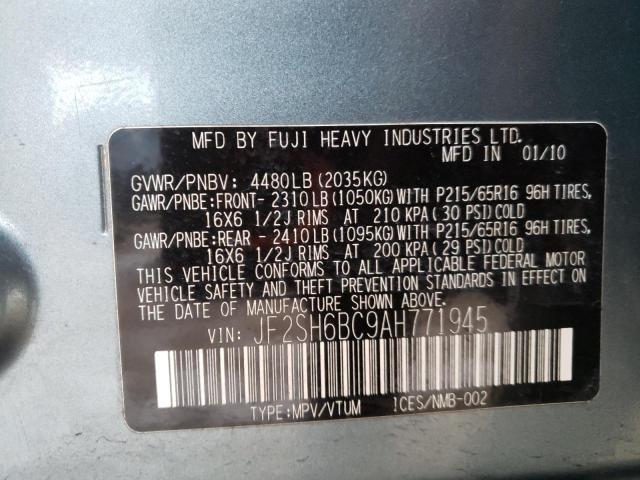 MFD BY FUJI HEAVY INDUSTRIES LTD.
MFD IN 01/10
GVWR/PNBV: 4480LB(2035KG)
GAWR/PNBE:FRONT- 2310LB(1050KG)WITH P215/65R16 96H TIRES,
16X6 1/2J RIMS AT 210 KPA(30 PSI)COLD
GAWR/PNBE:REAR - 2410LB(1095KG)WITH P215/65R16 96H TIRES,
16X6 1/2J RIMS AT 200 KPA(29 PSI)COLD
THIS VEHICLE CONFORMS TO ALL APPLICABLE FEDERAL MOTOR
VEHICLE SAFETY AND THEFT PREVENTION STANDARDS IN EFFECT ON
THE DATE OF MANUFACTURE SHOWN ABOVE.
VIN: JF2SH6BC9AH771945
TYPE:MPV/VTUM ICES/NMB-002